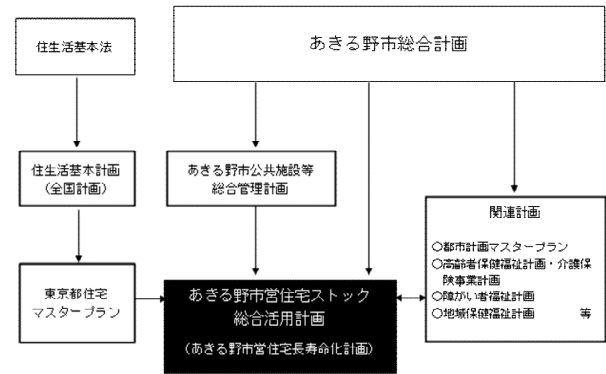 住生活基本法
あきる野市総合計画
住生活基本計画
（全国計画）
あきる野市公共施設等
総合管理計画
関連計画
○都市計画マスタープラン
○高齢者保健福祉計画・介護保
険事業計画
○障がい者福祉計画
○地域保健福祉計画　　等
東京都住宅
マスタープラン
あきる野市営住宅ストック
総合活用計画
（あきる野市営住宅長寿命化計画）